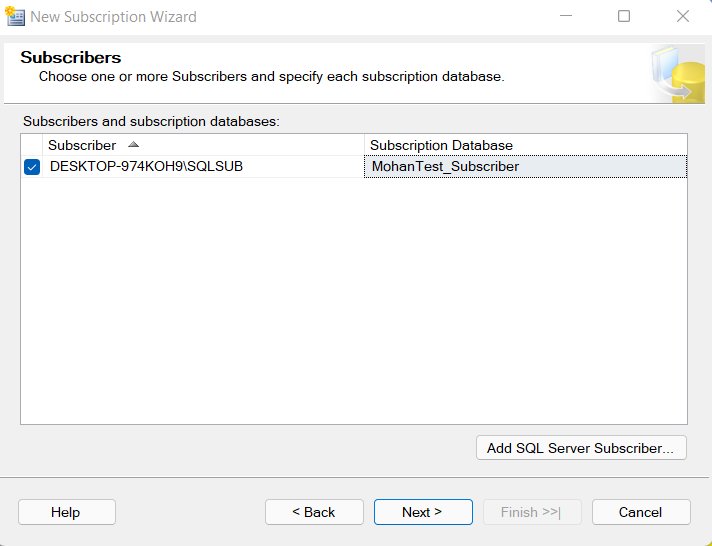 New Subscription Wizard
Subscribers
Choose one or more Subscribers and specify each subscription database.
Subscribers and subscription databases:
Subscriber Subscription Database
DESKTOP-974KOH9\SQLSUB MohanTest_Subscriber
Add SQL Server Subscriber...
Help < Back Next > Finish >>| Cancel